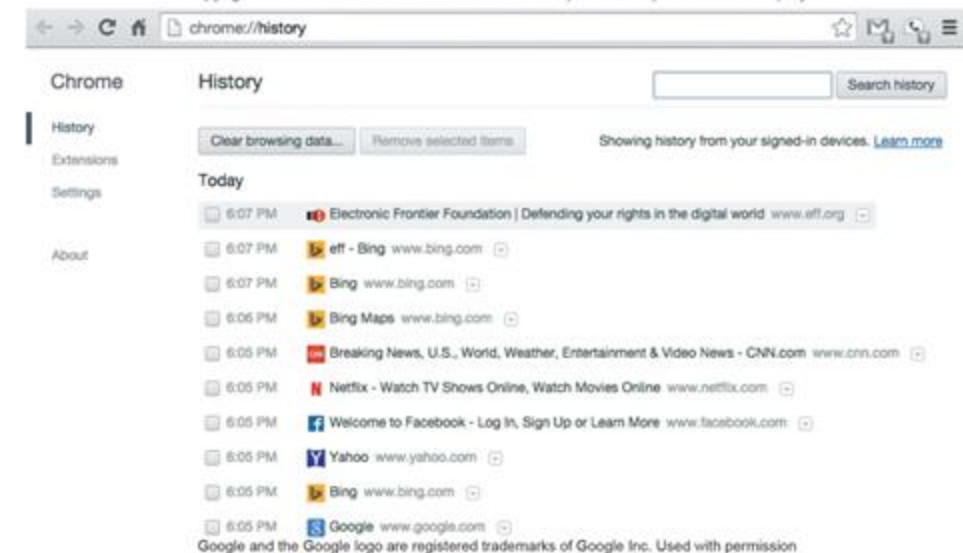 chrome://history
Chrome
History
Search history
History
Extensions
Settings
About
Clear browsing data...
Remove selected items
Showing history from your signed-in devices. Learn more
Today
6:07 PM Electronic Frontier Foundation | Defending your rights in the digital world www.eff.org
6:07 PM eff - Bing www.bing.com
6:07 PM Bing www.bing.com
6:06 PM Bing Maps www.bing.com
6:05 PM CNN Breaking News, U.S., World, Weather, Entertainment & Video News - CNN.com www.cnn.com
6:05 PM N Netflix - Watch TV Shows Online, Watch Movies Online www.netflix.com
6:05 PM f Welcome to Facebook - Log In, Sign Up or Learn More www.facebook.com
6:05 PM Y Yahoo www.yahoo.com
6:05 PM Bing www.bing.com
6:05 PM g Google www.google.com
Google and the Google logo are registered trademarks of Google Inc. Used with permission